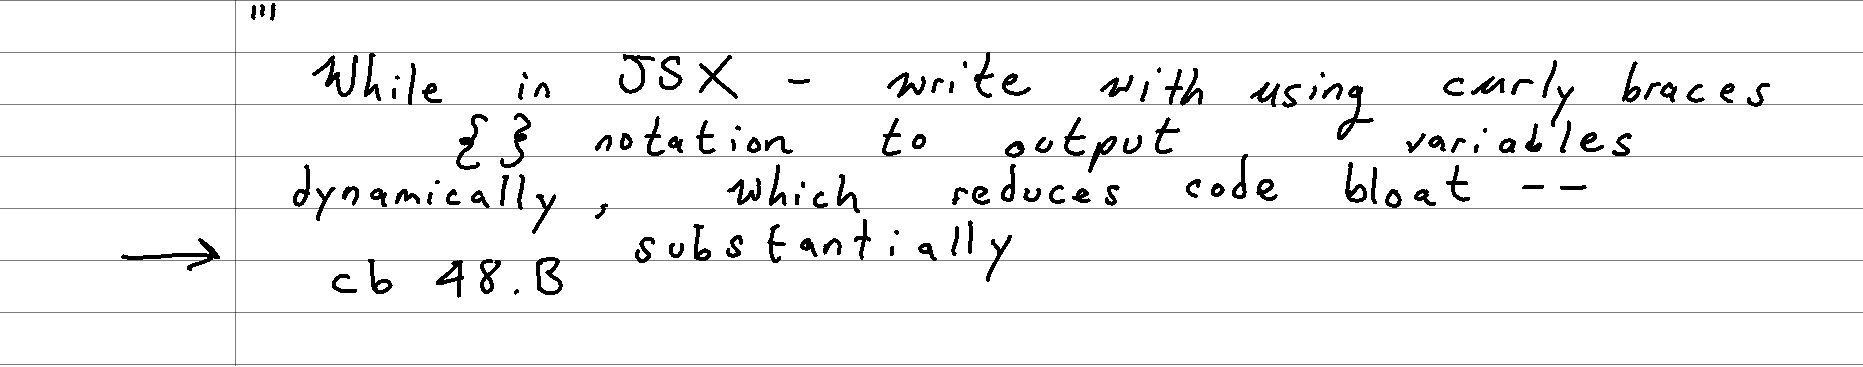 "'
While in JSX - write with using curly braces
{ } notation to output variables
dynamically, which reduces code bloat --
substantially
→ cb 48.B